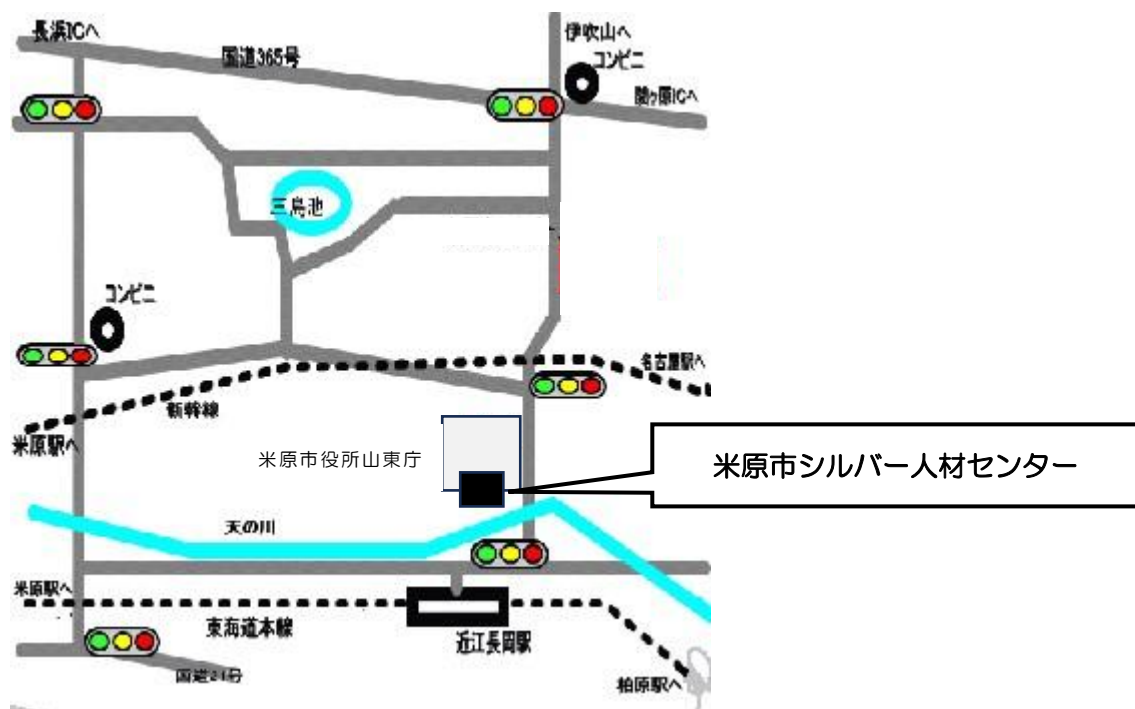 長浜ICへ
国道365号
伊吹山へ
コンビニ
関ヶ原ICへ
三島池
コンビニ
名古屋駅へ
新幹線
米原駅へ
米原市役所山東庁
米原市シルバー人材センター
天の川
米原駅へ
東海道本線
近江長岡駅
国道21号
柏原駅へ